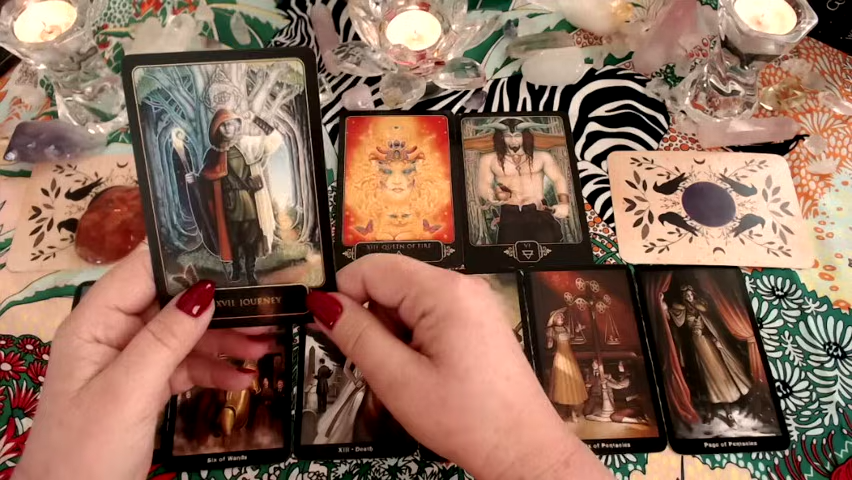 XVII JOURNEY
XIII QUEEN OF FIRE
VI
Six of Wands
XIII • Death
of Pentacles
Page of Pentacles